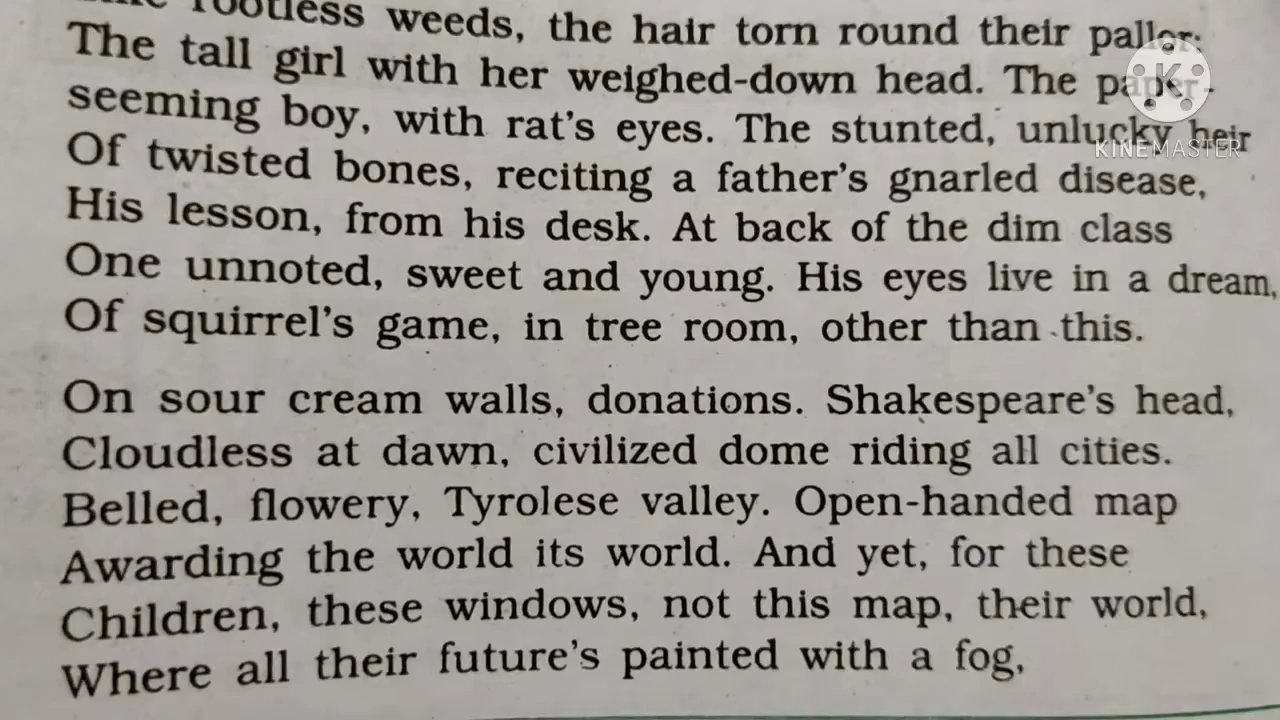 rootless weeds, the hair torn round their pallor:
The tall girl with her weighed-down head. The paper-
seeming boy, with rat's eyes. The stunted, unlucky heir
Of twisted bones, reciting a father's gnarled disease,
His lesson, from his desk. At back of the dim class
One unnoted, sweet and young. His eyes live in a dream,
Of squirrel's game, in tree room, other than this.
On sour cream walls, donations. Shakespeare's head,
Cloudless at dawn, civilized dome riding all cities.
Belled, flowery, Tyrolese valley. Open-handed map
Awarding the world its world. And yet, for these
Children, these windows, not this map, their world,
Where all their future's painted with a fog,
K
KINEMASTER